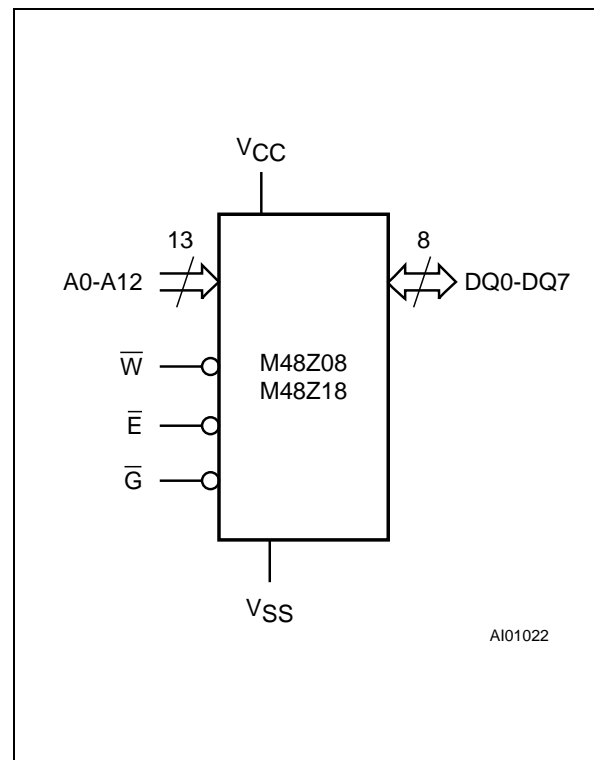 VCC
13
8
A0-A12
DQ0-DQ7
W̅
M48Z08
M48Z18
E̅
G̅
VSS
AI01022